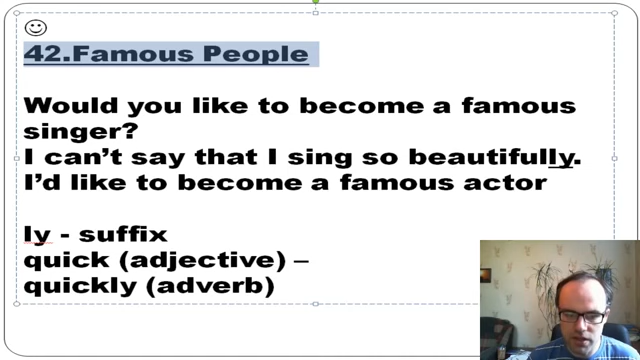 42.Famous People
Would you like to become a famous
singer?
I can't say that I sing so beautifully.
I'd like to become a famous actor
ly - suffix
quick (adjective) –
quickly (adverb)